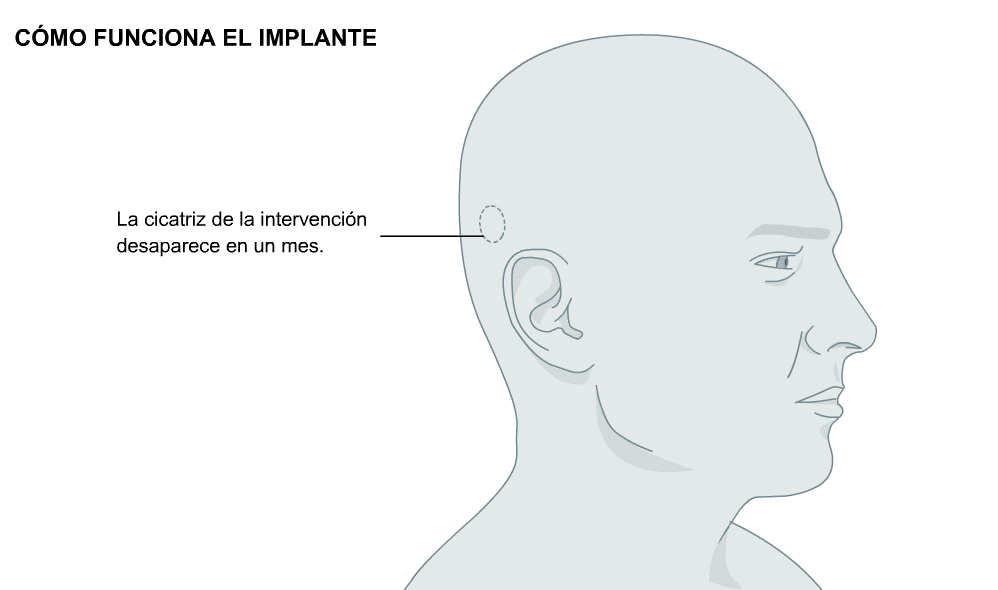 CÓMO FUNCIONA EL IMPLANTE
La cicatriz de la intervención
desaparece en un mes.